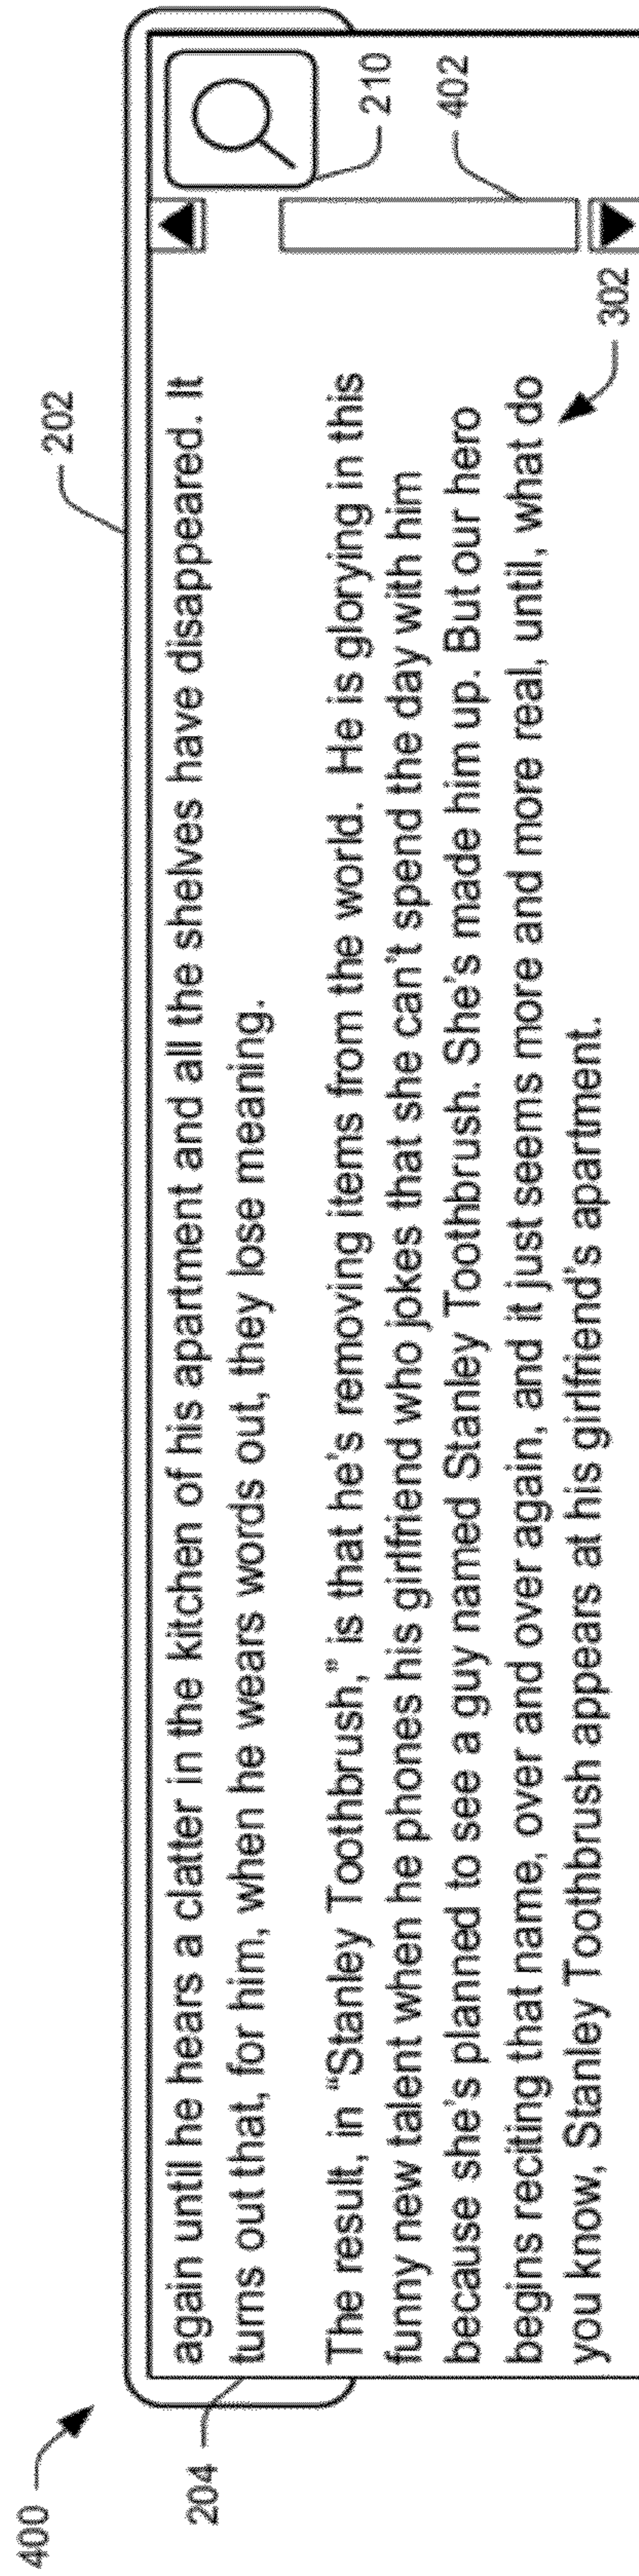 400
202
204
again until he hears a clatter in the kitchen of his apartment and all the shelves have disappeared. It
turns out that, for him, when he wears words out, they lose meaning.
The result, in “Stanley Toothbrush,” is that he's removing items from the world. He is glorying in this
funny new talent when he phones his girlfriend who jokes that she can't spend the day with him
because she's planned to see a guy named Stanley Toothbrush. She's made him up. But our hero
begins reciting that name, over and over again, and it just seems more and more real, until, what do
you know, Stanley Toothbrush appears at his girlfriend's apartment.
210
402
302